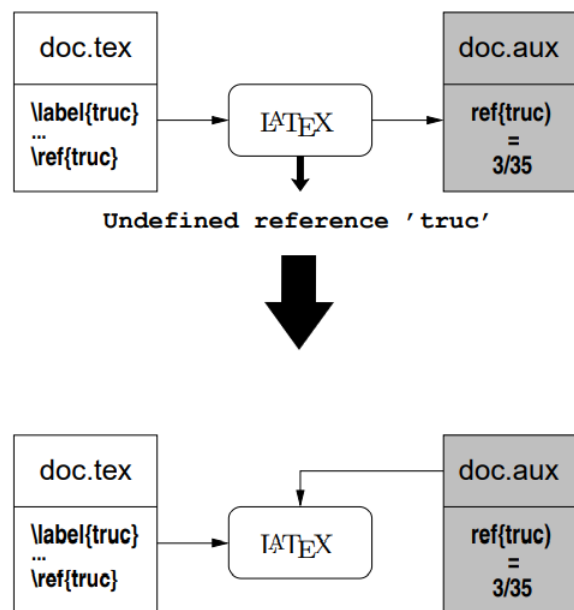 doc.tex
\label{truc}
...
\ref{truc}
LATEX
doc.aux
ref{truc)
=
3/35
Undefined reference ’truc’
doc.tex
\label{truc}
...
\ref{truc}
LATEX
doc.aux
ref{truc)
=
3/35